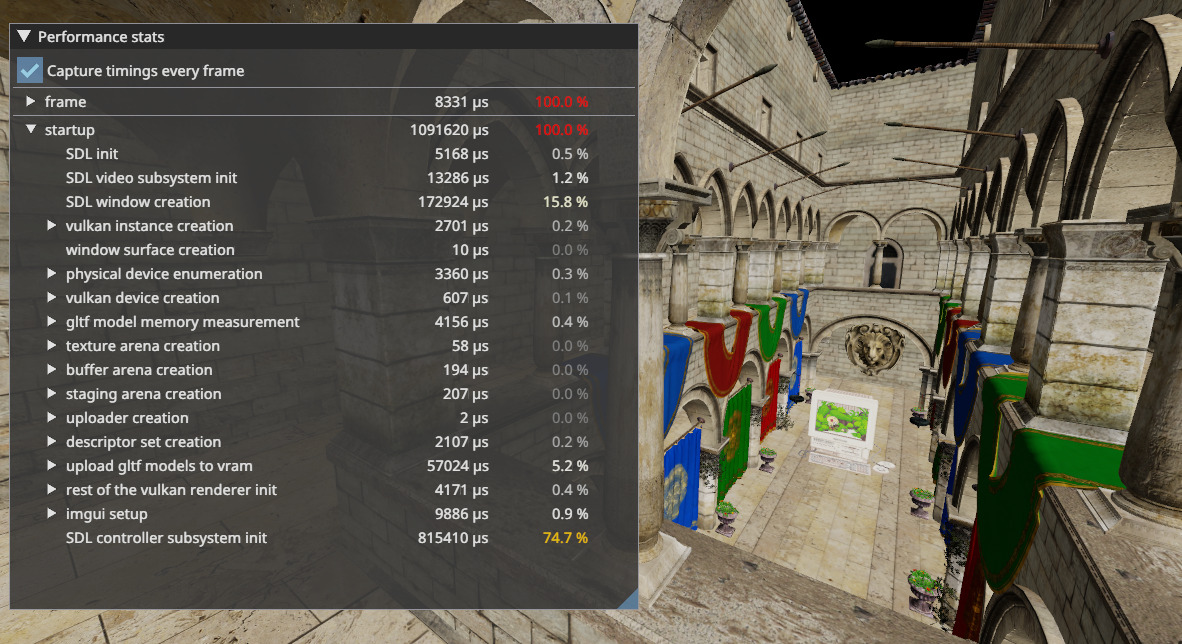 Performance stats
Capture timings every frame
frame 8331 µs 100.0 %
startup 1091620 µs 100.0 %
SDL init 5168 µs 0.5 %
SDL video subsystem init 13286 µs 1.2 %
SDL window creation 172924 µs 15.8 %
vulkan instance creation 2701 µs 0.2 %
window surface creation 10 µs 0.0 %
physical device enumeration 3360 µs 0.3 %
vulkan device creation 607 µs 0.1 %
gltf model memory measurement 4156 µs 0.4 %
texture arena creation 58 µs 0.0 %
buffer arena creation 194 µs 0.0 %
staging arena creation 207 µs 0.0 %
uploader creation 2 µs 0.0 %
descriptor set creation 2107 µs 0.2 %
upload gltf models to vram 57024 µs 5.2 %
rest of the vulkan renderer init 4171 µs 0.4 %
imgui setup 9886 µs 0.9 %
SDL controller subsystem init 815410 µs 74.7 %